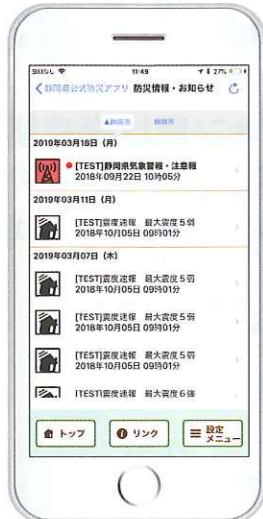 SIMなし 11:49 27%
静岡県公式防災アプリ 防災情報・お知らせ
▲静岡市 静岡市
2019年03月18日（月）
[TEST]静岡県気象警報・注意報
2018年09月22日 10時05分
2019年03月11日（月）
[TEST]震度速報 最大震度５弱
2018年10月05日 09時01分
2019年03月07日（木）
[TEST]震度速報 最大震度５弱
2018年10月05日 09時01分
[TEST]震度速報 最大震度５弱
2018年10月05日 09時01分
[TEST]震度速報 最大震度５弱
2018年10月05日 09時01分
[TEST]震度速報 最大震度６強
トップ リンク 設定
メニュー